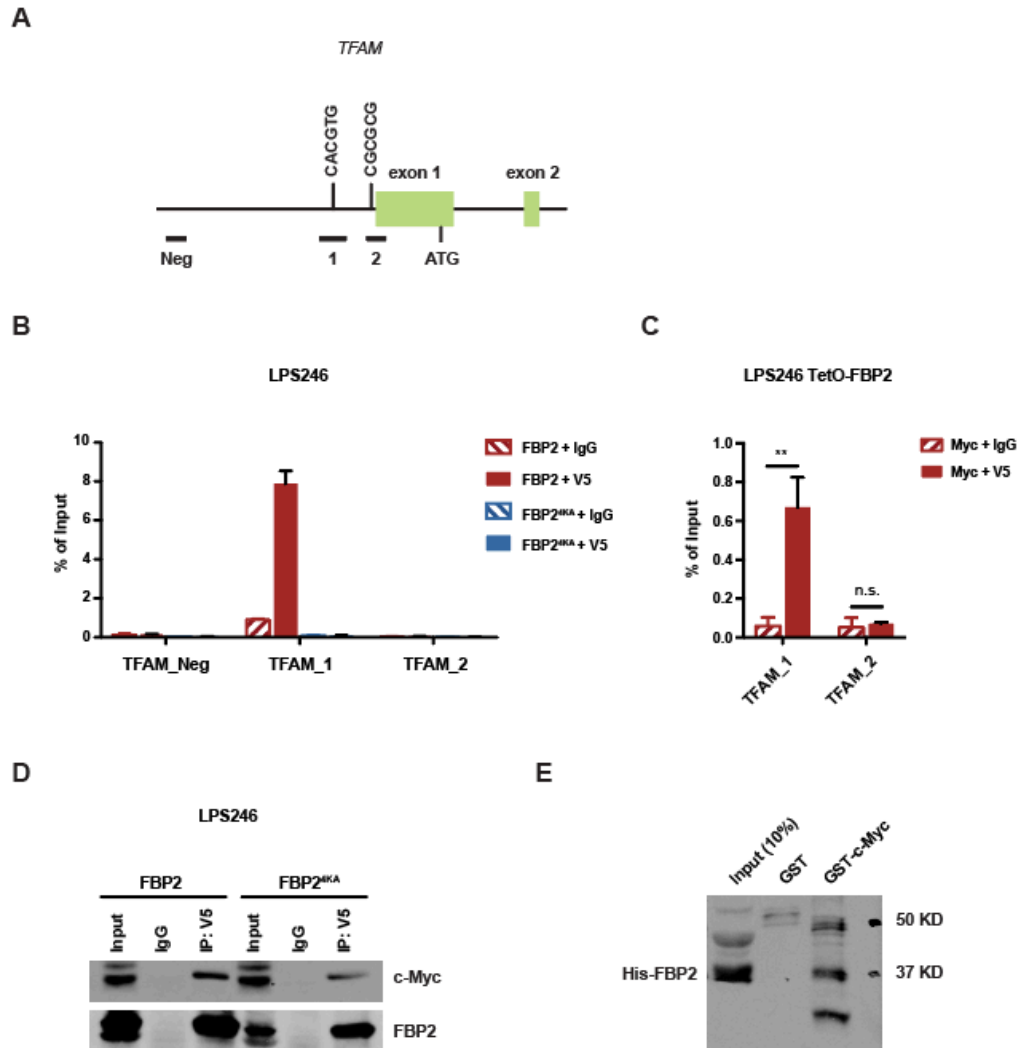 A
TFAM
CACGTG
CGCGCG
exon 1
exon 2
Neg
1
2
ATG
B
LPS246
% of Input
10
8
6
4
2
0
TFAM_Neg
TFAM_1
TFAM_2
FBP2 + IgG
FBP2 + V5
FBP2⁴ᴷᴬ + IgG
FBP2⁴ᴷᴬ + V5
C
LPS246 TetO-FBP2
% of Input
1.0
0.8
0.6
0.4
0.2
0.0
**
n.s.
TFAM_1
TFAM_2
Myc + IgG
Myc + V5
D
LPS246
FBP2
FBP2⁴ᴷᴬ
Input
IgG
IP: V5
Input
IgG
IP: V5
c-Myc
FBP2
E
Input (10%)
GST
GST-c-Myc
50 KD
His-FBP2
37 KD